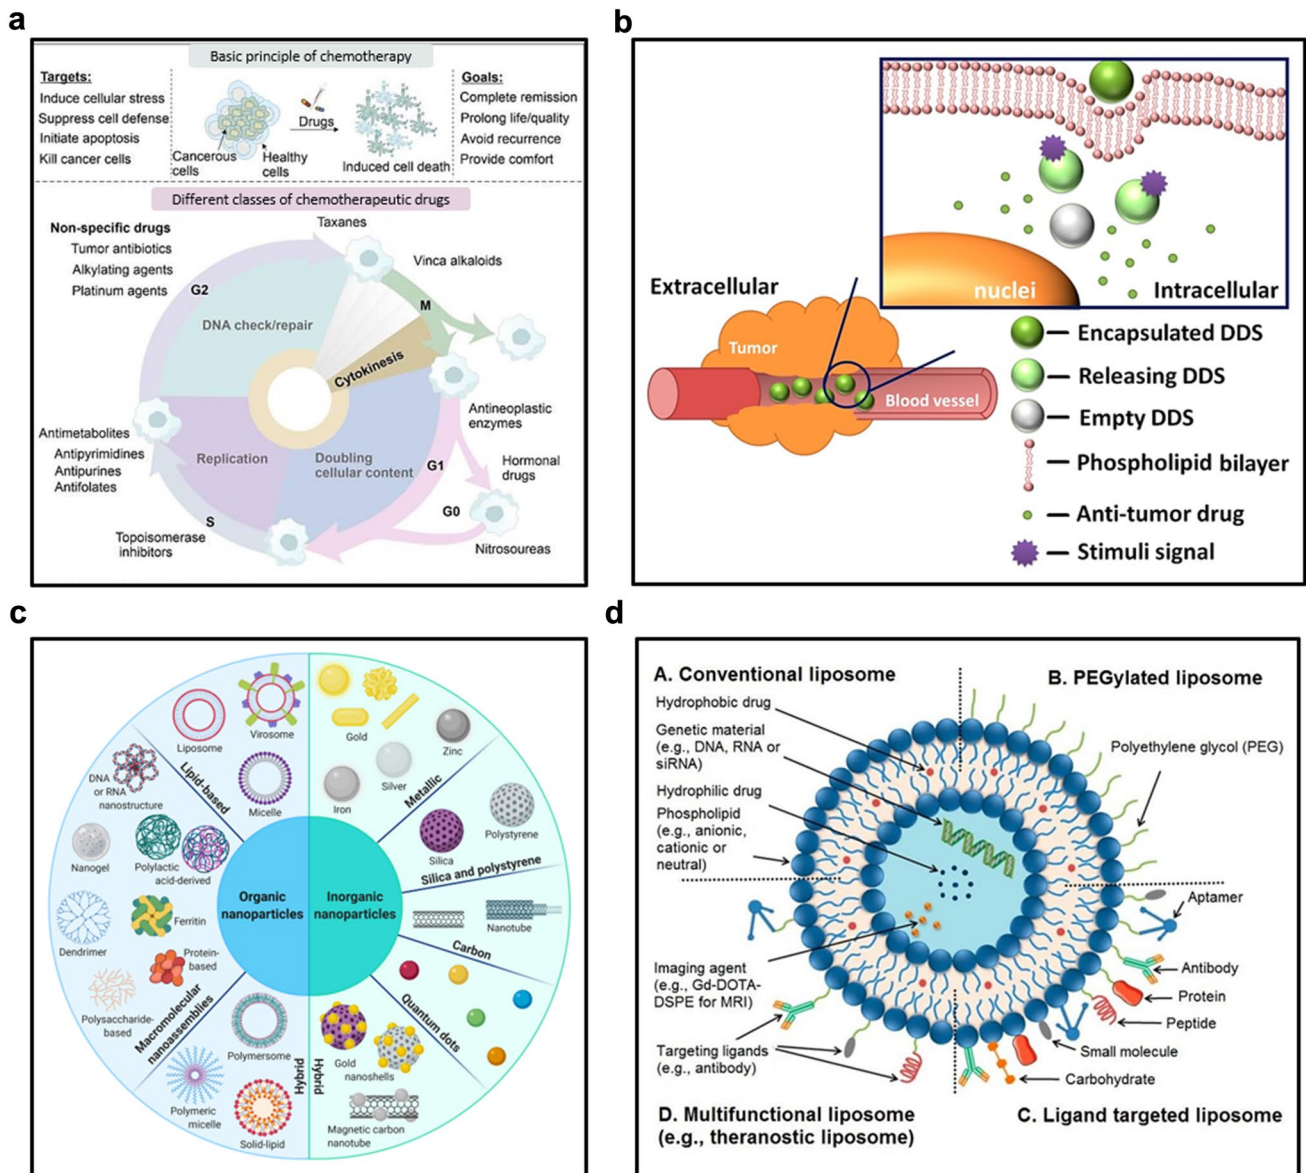 a
Basic principle of chemotherapy
Targets:
Induce cellular stress
Suppress cell defense
Initiate apoptosis
Kill cancer cells
Cancerous
cells
Healthy
cells
Drugs
Induced cell death
Goals:
Complete remission
Prolong life/quality
Avoid recurrence
Provide comfort
Different classes of chemotherapeutic drugs
Non-specific drugs
Tumor antibiotics
Alkylating agents
Platinum agents
Taxanes
Vinca alkaloids
G2
M
DNA check/repair
Cytokinesis
Antineoplastic
enzymes
Antimetabolites
Antipyrimidines
Antipurines
Antifolates
Replication
Doubling
cellular content
G1
Hormonal
drugs
G0
S
Topoisomerase
inhibitors
Nitrosoureas
b
Extracellular
Tumor
Blood vessel
nuclei
Intracellular
Encapsulated DDS
Releasing DDS
Empty DDS
Phospholipid bilayer
Anti-tumor drug
Stimuli signal
c
Liposome
Virosome
Micelle
Lipid-based
DNA
or RNA
nanostructure
Nanogel
Polylactic
acid-derived
Dendrimer
Ferritin
Protein-
based
Polysaccharide-
based
Macromolecular
nanoassemblies
Polymersome
Polymeric
micelle
Solid-lipid
Hybrid
Organic
nanoparticles
Inorganic
nanoparticles
Gold
Zinc
Silver
Iron
Metallic
Polystyrene
Silica
Silica and polystyrene
Nanotube
Carbon
Quantum dots
Gold
nanoshells
Magnetic carbon
nanotube
Hybrid
d
A. Conventional liposome
Hydrophobic drug
Genetic material
(e.g., DNA, RNA or
siRNA)
Hydrophilic drug
Phospholipid
(e.g., anionic,
cationic or
neutral)
B. PEGylated liposome
Polyethylene glycol (PEG)
Aptamer
Antibody
Protein
Peptide
Small molecule
Carbohydrate
Imaging agent
(e.g., Gd-DOTA-
DSPE for MRI)
Targeting ligands
(e.g., antibody)
D. Multifunctional liposome
(e.g., theranostic liposome)
C. Ligand targeted liposome